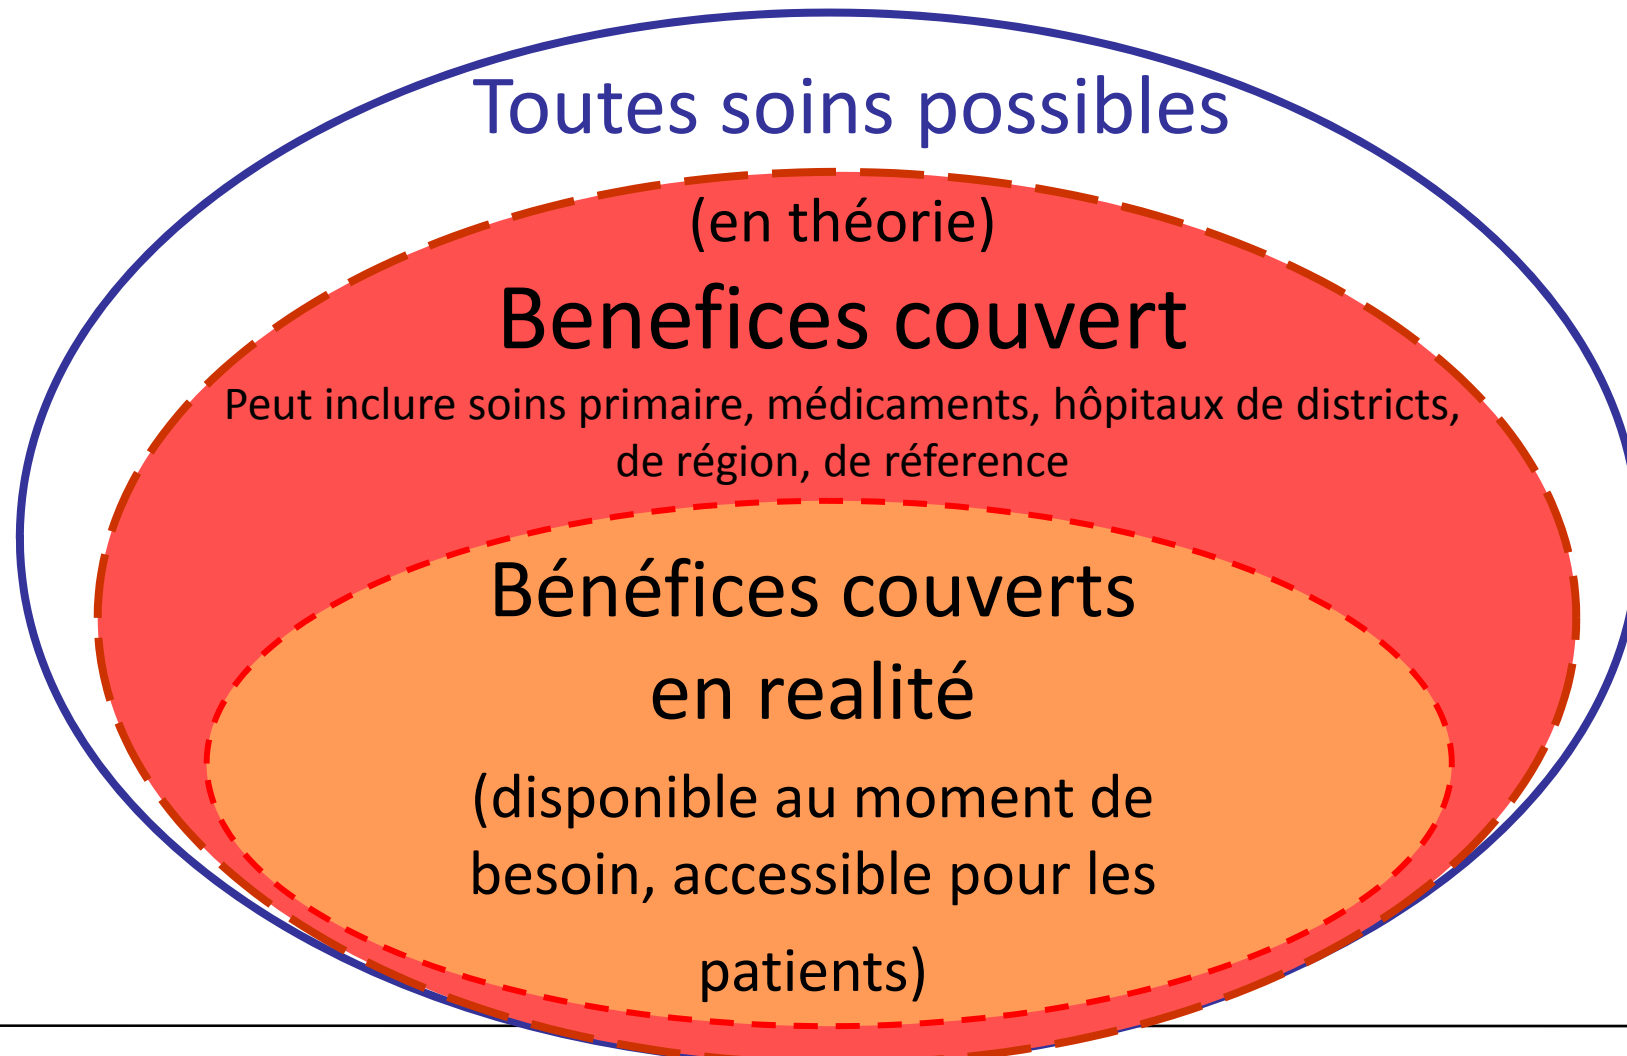 Toutes soins possibles
(en théorie)
Benefices couvert
Peut inclure soins primaire, médicaments, hôpitaux de districts,
de région, de réference
Bénéfices couverts
en realité
(disponible au moment de
besoin, accessible pour les
patients)